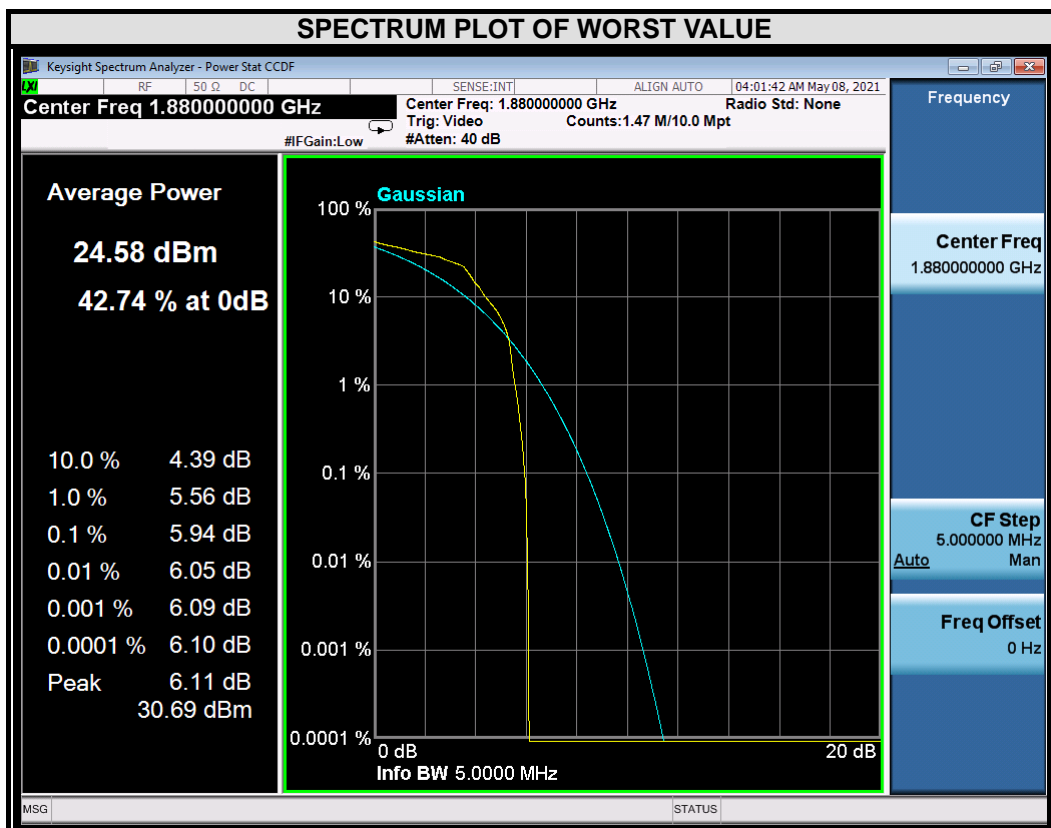 SPECTRUM PLOT OF WORST VALUE
Keysight Spectrum Analyzer - Power Stat CCDF
LXI RF 50 Ω DC SENSE:INT ALIGN AUTO 04:01:42 AM May 08, 2021
Center Freq 1.880000000 GHz
#IFGain:Low
Center Freq: 1.880000000 GHz Radio Std: None
Trig: Video Counts:1.47 M/10.0 Mpt
#Atten: 40 dB
Average Power
24.58 dBm
42.74 % at 0dB
10.0 % 4.39 dB
1.0 % 5.56 dB
0.1 % 5.94 dB
0.01 % 6.05 dB
0.001 % 6.09 dB
0.0001 % 6.10 dB
Peak 6.11 dB
30.69 dBm
Gaussian
100 %
10 %
1 %
0.1 %
0.01 %
0.001 %
0.0001 %
0 dB 20 dB
Info BW 5.0000 MHz
Frequency
Center Freq
1.880000000 GHz
CF Step
5.000000 MHz
Auto Man
Freq Offset
0 Hz
MSG STATUS